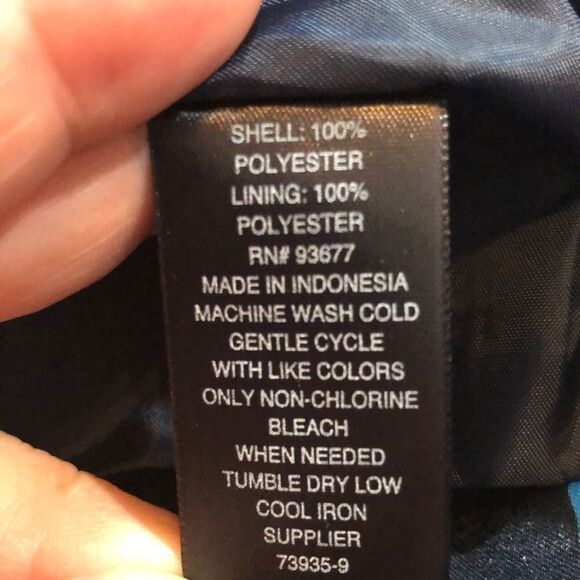 SHELL: 100%
POLYESTER
LINING: 100%
POLYESTER
RN# 93677
MADE IN INDONESIA
MACHINE WASH COLD
GENTLE CYCLE
WITH LIKE COLORS
ONLY NON-CHLORINE
BLEACH
WHEN NEEDED
TUMBLE DRY LOW
COOL IRON
SUPPLIER
73935-9